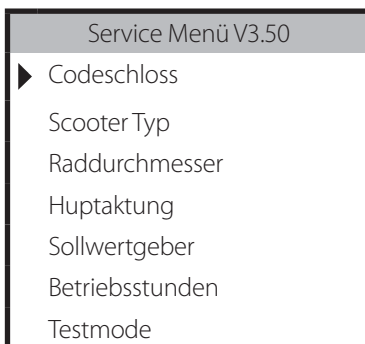 Service Menü V3.50
Codeschloss
Scooter Typ
Raddurchmesser
Huptaktung
Sollwertgeber
Betriebsstunden
Testmode